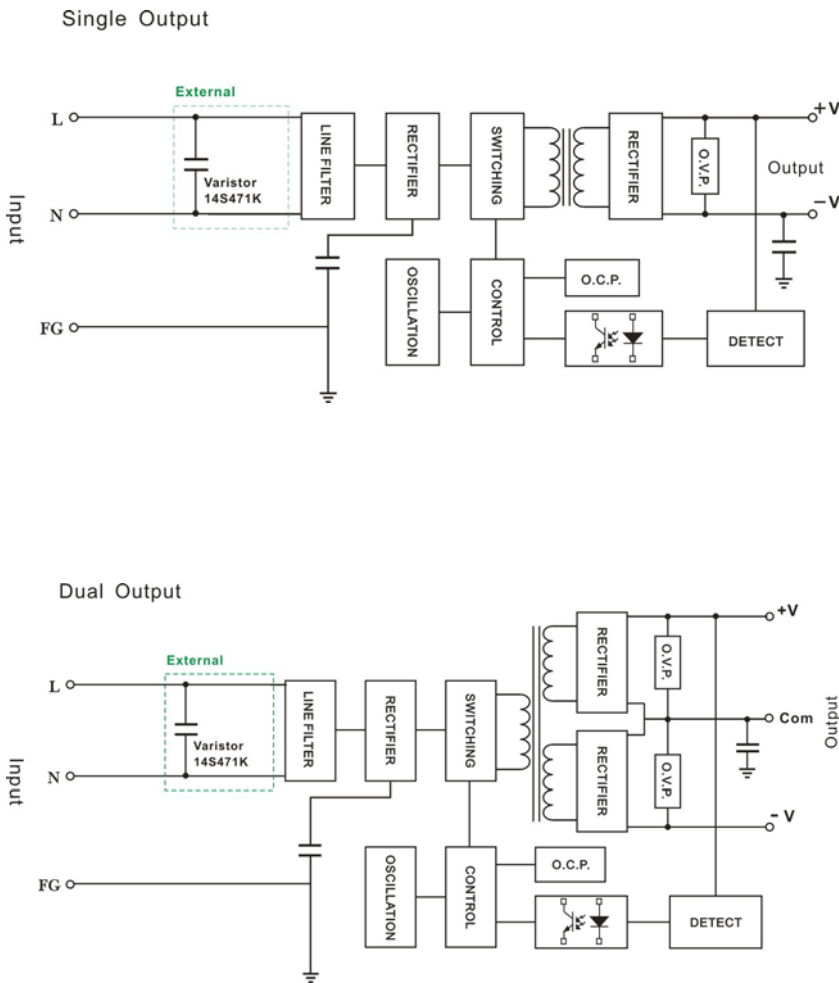 Single Output
External
L
Varistor
14S471K
N
Input
FG
LINE FILTER
RECTIFIER
SWITCHING
RECTIFIER
O.V.P.
+V
Output
−V
OSCILLATION
CONTROL
O.C.P.
DETECT
Dual Output
External
L
Varistor
14S471K
N
Input
FG
LINE FILTER
RECTIFIER
SWITCHING
RECTIFIER
RECTIFIER
O.V.P.
O.V.P.
+V
Com
- V
Output
OSCILLATION
CONTROL
O.C.P.
DETECT